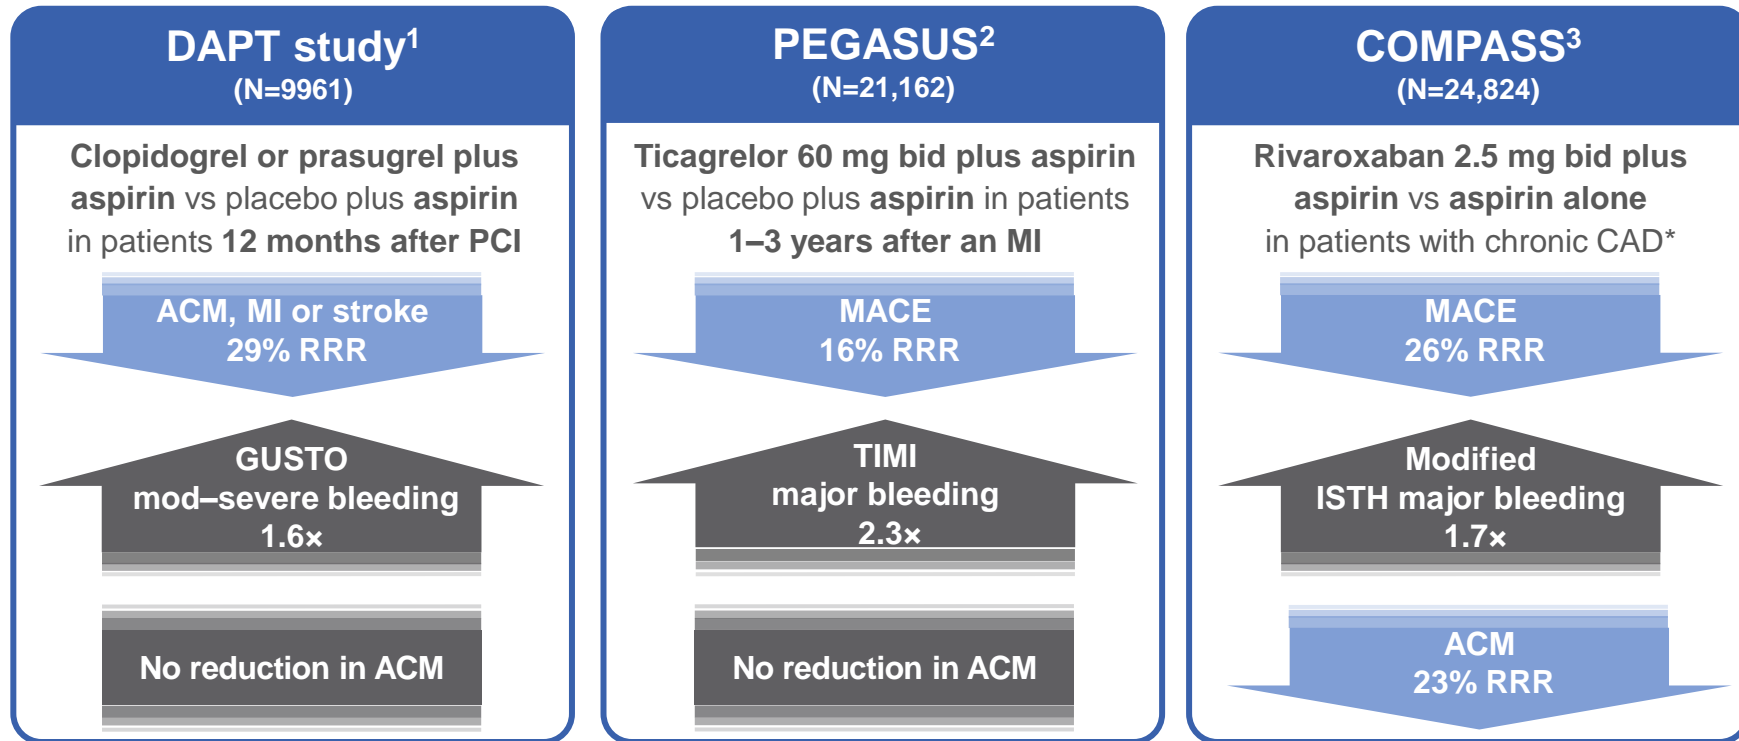 DAPT study¹
(N=9961)
Clopidogrel or prasugrel plus
aspirin vs placebo plus aspirin
in patients 12 months after PCI
ACM, MI or stroke
29% RRR
GUSTO
mod–severe bleeding
1.6×
No reduction in ACM
PEGASUS²
(N=21,162)
Ticagrelor 60 mg bid plus aspirin
vs placebo plus aspirin in patients
1–3 years after an MI
MACE
16% RRR
TIMI
major bleeding
2.3×
No reduction in ACM
COMPASS³
(N=24,824)
Rivaroxaban 2.5 mg bid plus
aspirin vs aspirin alone
in patients with chronic CAD*
MACE
26% RRR
Modified
ISTH major bleeding
1.7×
ACM
23% RRR